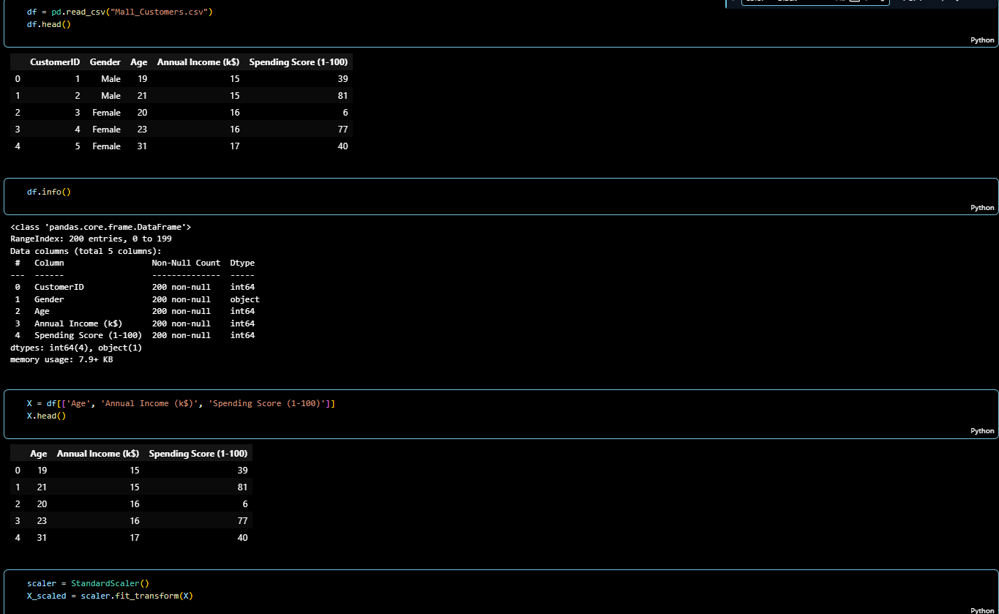 df = pd.read_csv("Mall_Customers.csv")
df.head()
Python
CustomerID Gender Age Annual Income (k$) Spending Score (1-100)
0 1 Male 19 15 39
1 2 Male 21 15 81
2 3 Female 20 16 6
3 4 Female 23 16 77
4 5 Female 31 17 40
df.info()
Python
<class 'pandas.core.frame.DataFrame'>
RangeIndex: 200 entries, 0 to 199
Data columns (total 5 columns):
# Column Non-Null Count Dtype
--- ------ -------------- -----
0 CustomerID 200 non-null int64
1 Gender 200 non-null object
2 Age 200 non-null int64
3 Annual Income (k$) 200 non-null int64
4 Spending Score (1-100) 200 non-null int64
dtypes: int64(4), object(1)
memory usage: 7.9+ KB
X = df[['Age', 'Annual Income (k$)', 'Spending Score (1-100)']]
X.head()
Python
Age Annual Income (k$) Spending Score (1-100)
0 19 15 39
1 21 15 81
2 20 16 6
3 23 16 77
4 31 17 40
scaler = StandardScaler()
X_scaled = scaler.fit_transform(X)
Python